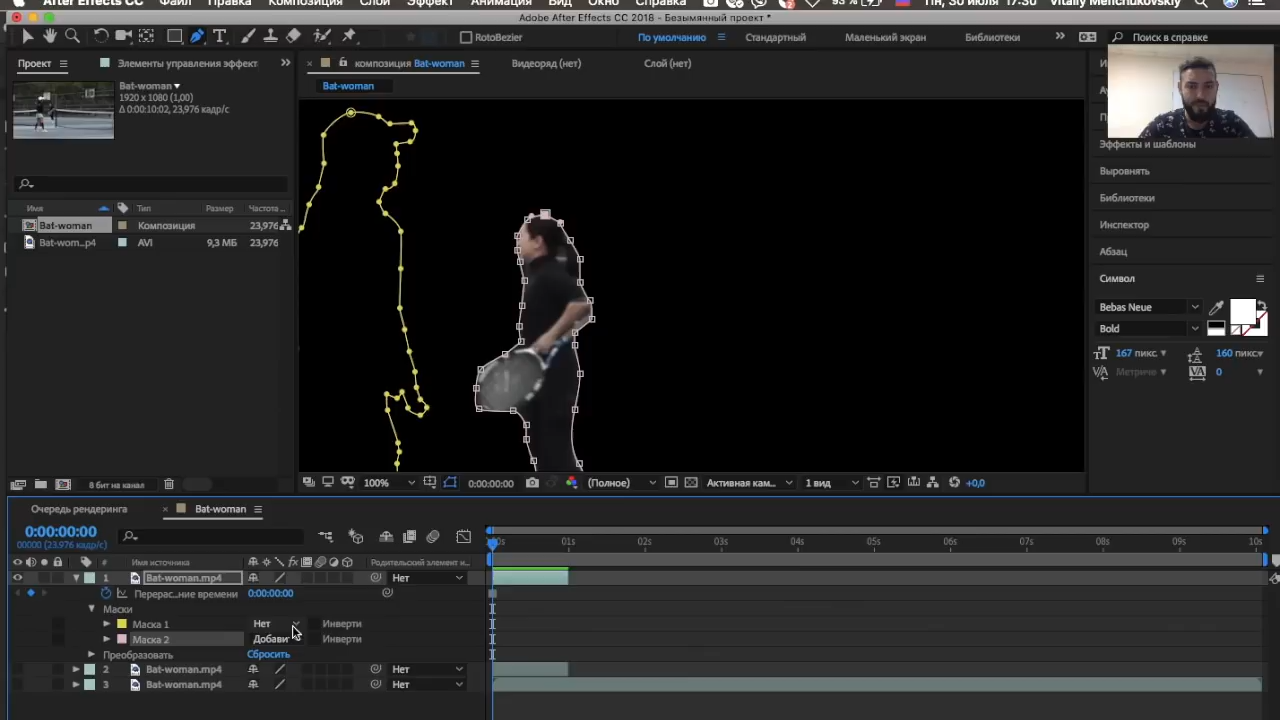 After Effects CC Файл Правка Композиция Слои Эффект Анимация Вид Окно Справка 93 % Пн, 30 июля 17:30 Vitaliy Menchukovskiy
Adobe After Effects CC 2018 - Безымянный проект *
RotoBezier По умолчанию Стандартный Маленький экран Библиотеки Поиск в справке
Проект Элементы управления эффект
композиция Bat-woman Видеоряд (нет) Слой (нет)
Bat-woman
Bat-woman
1920 x 1080 (1,00)
Δ 0:00:10:02, 23,976 кадр/с
Имя Тип Размер Частота...
Bat-woman Композиция 23,976
Bat-wom...p4 AVI 9,3 МБ 23,976
Эффекты и шаблоны
Выровнять
Библиотеки
Инспектор
Абзац
Символ
Bebas Neue
Bold
167 пикс. 160 пикс
Метриче 0
8 бит на канал
100% 0:00:00:00 (Полное) Активная кам... 1 вид +0,0
Очередь рендеринга Bat-woman
0:00:00:00
00000 (23.976 кадр/с)
01s 02s 03s 04s 05s 06s 07s 08s 09s 10s
# Имя источника Родительский элемент и...
1 Bat-woman.mp4 Нет
Перерас...ние времени 0:00:00:00
Маски
Маска 1 Нет Инверти
Маска 2 Добави Инверти
Преобразовать Сбросить
2 Bat-woman.mp4 Нет
3 Bat-woman.mp4 Нет